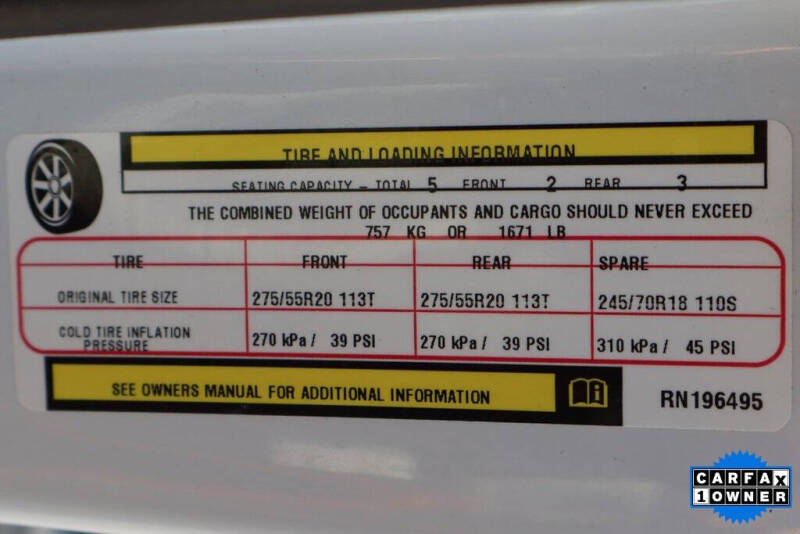 TIRE AND LOADING INFORMATION
SEATING CAPACITY – TOTAL 5 FRONT 2 REAR 3
THE COMBINED WEIGHT OF OCCUPANTS AND CARGO SHOULD NEVER EXCEED
757 KG OR 1671 LB
TIRE FRONT REAR SPARE
ORIGINAL TIRE SIZE 275/55R20 113T 275/55R20 113T 245/70R18 110S
COLD TIRE INFLATION
PRESSURE 270 kPa / 39 PSI 270 kPa / 39 PSI 310 kPa / 45 PSI
SEE OWNERS MANUAL FOR ADDITIONAL INFORMATION
RN196495
CARFAX
1 OWNER